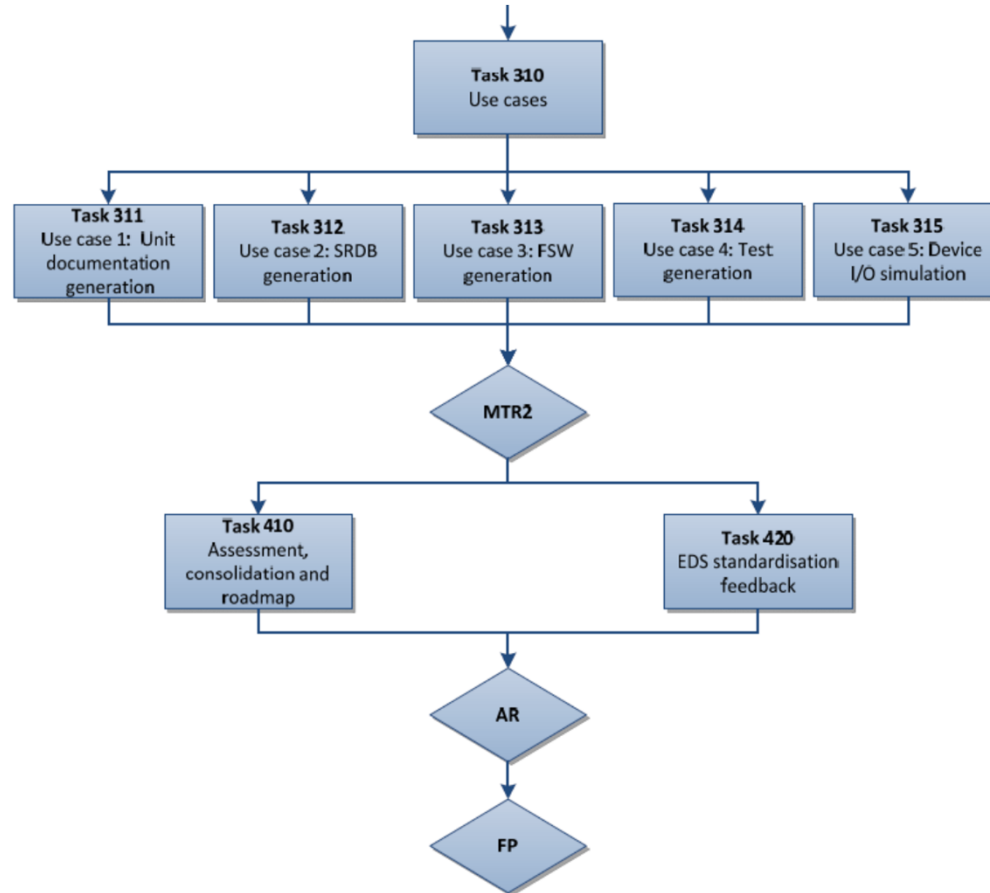 Task 310
Use cases
Task 311
Use case 1: Unit
documentation
generation
Task 312
Use case 2: SRDB
generation
Task 313
Use case 3: FSW
generation
Task 314
Use case 4: Test
generation
Task 315
Use case 5: Device
I/O simulation
MTR2
Task 410
Assessment,
consolidation and
roadmap
Task 420
EDS standardisation
feedback
AR
FP